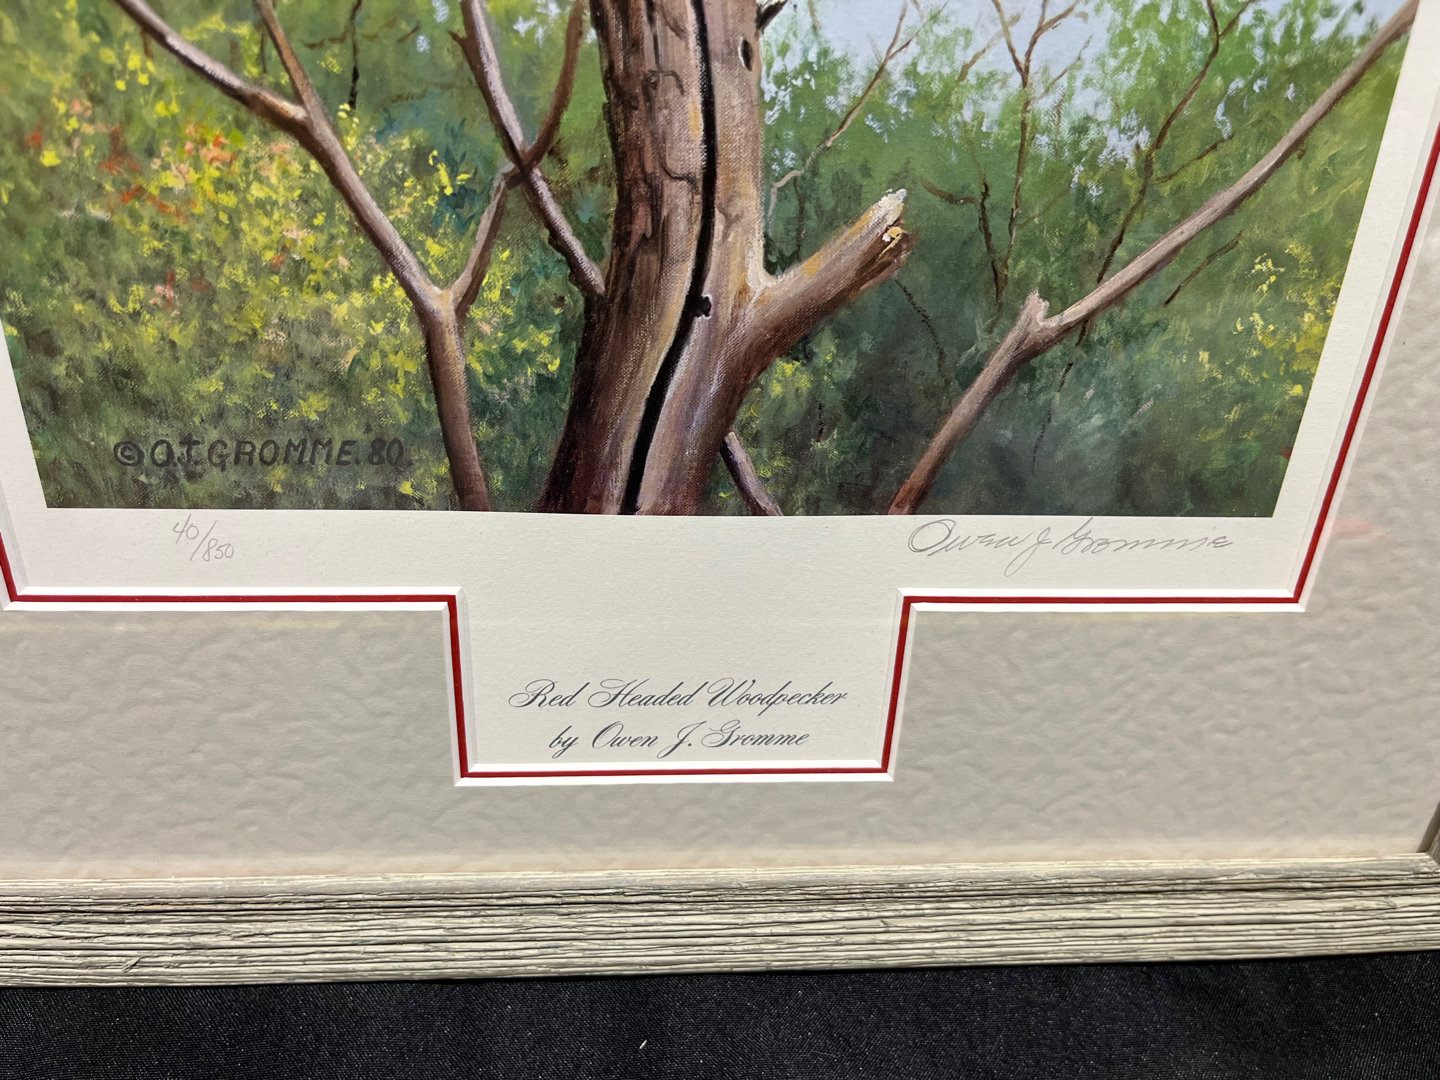 ©O.J.GROMME.80.
40/850
Owen J Gromme
Red Headed Woodpecker
by Owen J. Gromme